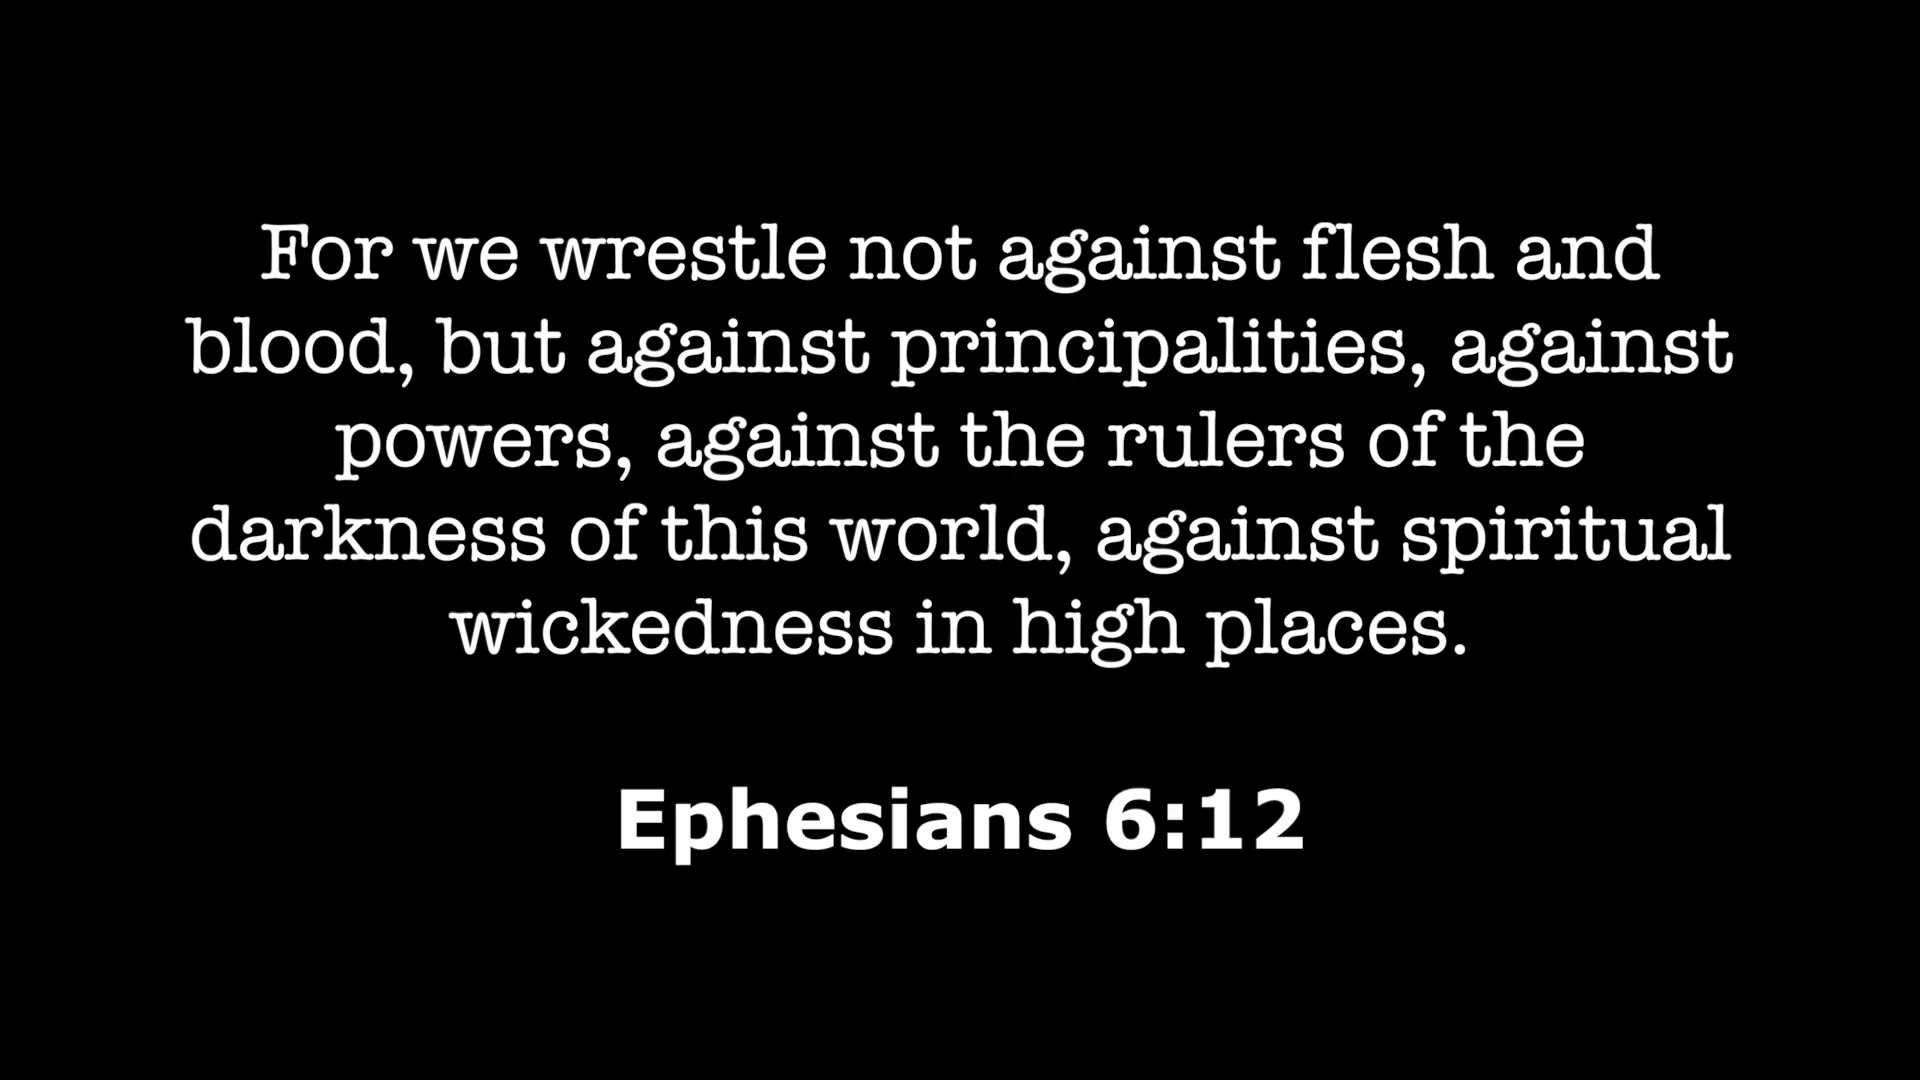 For we wrestle not against flesh and
blood, but against principalities, against
powers, against the rulers of the
darkness of this world, against spiritual
wickedness in high places.
Ephesians 6:12